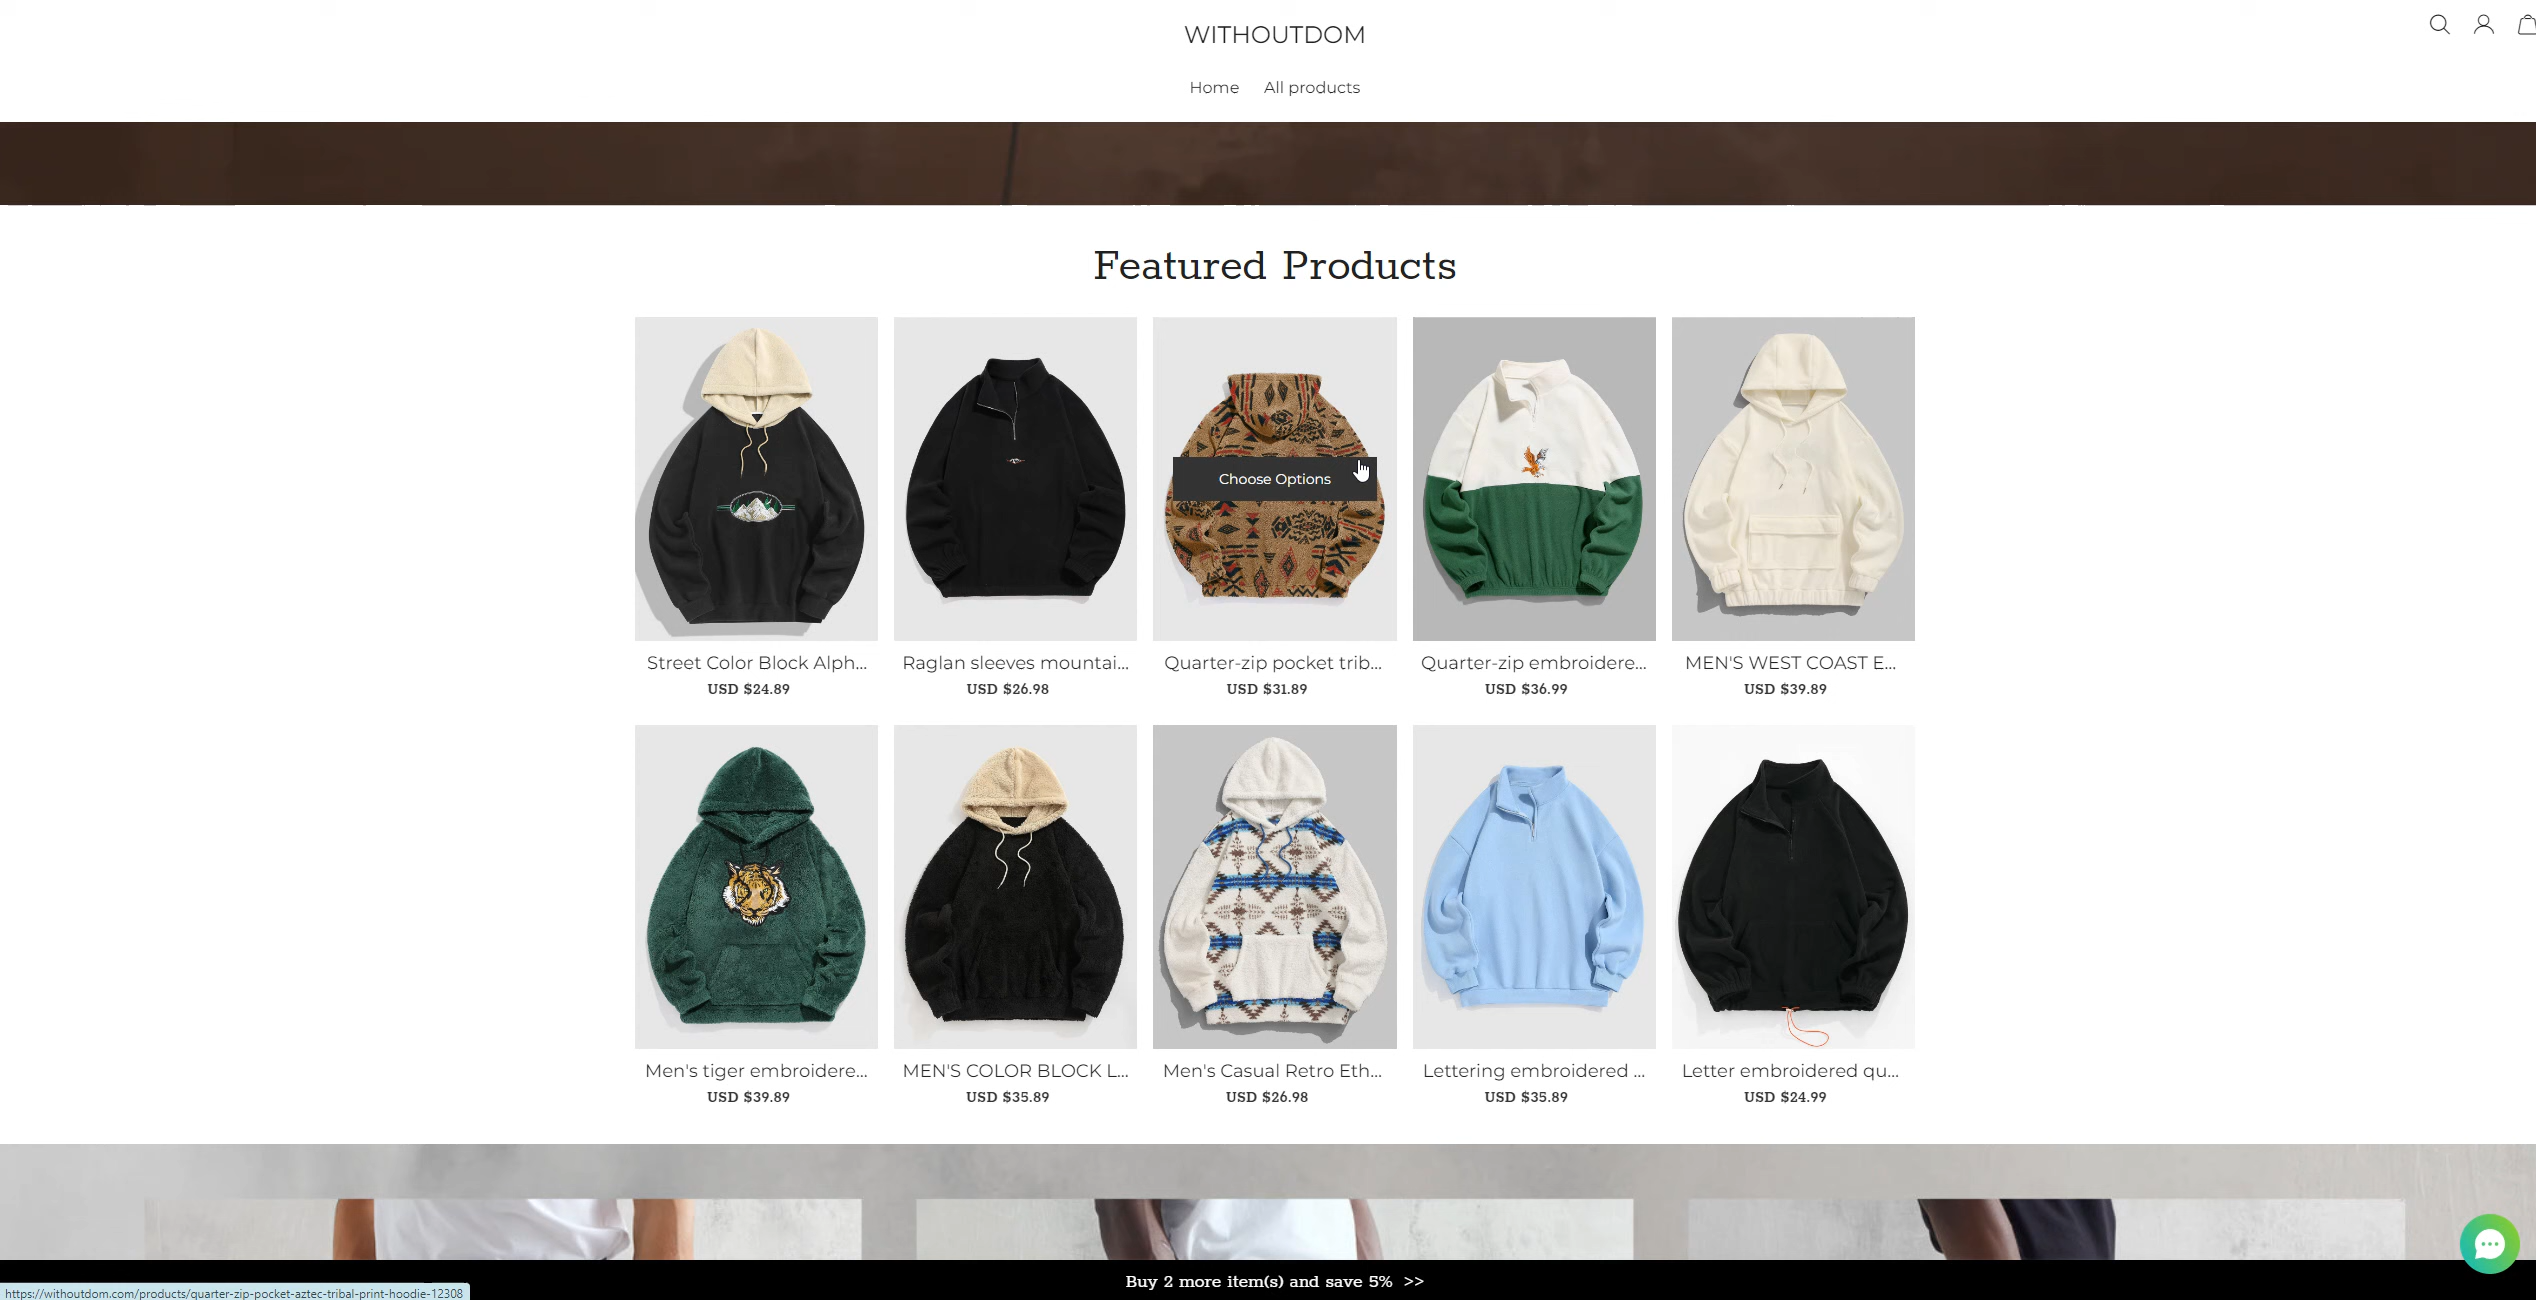 WITHOUTDOM
Home All products
Featured Products
Choose Options
Street Color Block Alph...
USD $24.89
Raglan sleeves mountai...
USD $26.98
Quarter-zip pocket trib...
USD $31.89
Quarter-zip embroidere...
USD $36.99
MEN'S WEST COAST E...
USD $39.89
Men's tiger embroidere...
USD $39.89
MEN'S COLOR BLOCK L...
USD $35.89
Men's Casual Retro Eth...
USD $26.98
Lettering embroidered ...
USD $35.89
Letter embroidered qu...
USD $24.99
Buy 2 more item(s) and save 5% >>
https://withoutdom.com/products/quarter-zip-pocket-aztec-tribal-print-hoodie-12308